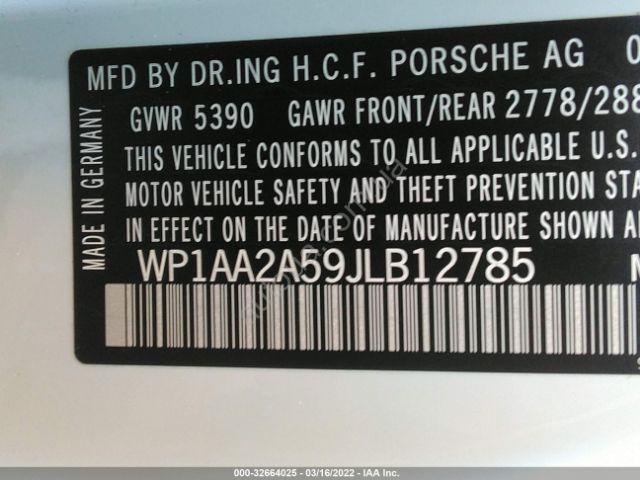 MFD BY DR.ING H.C.F. PORSCHE AG 0
GVWR 5390 GAWR FRONT/REAR 2778/288
THIS VEHICLE CONFORMS TO ALL APPLICABLE U.S.
MOTOR VEHICLE SAFETY AND THEFT PREVENTION STA
IN EFFECT ON THE DATE OF MANUFACTURE SHOWN A
WP1AA2A59JLB12785 M
MADE IN GERMANY
000-32664025 - 03/16/2022 - IAA Inc.